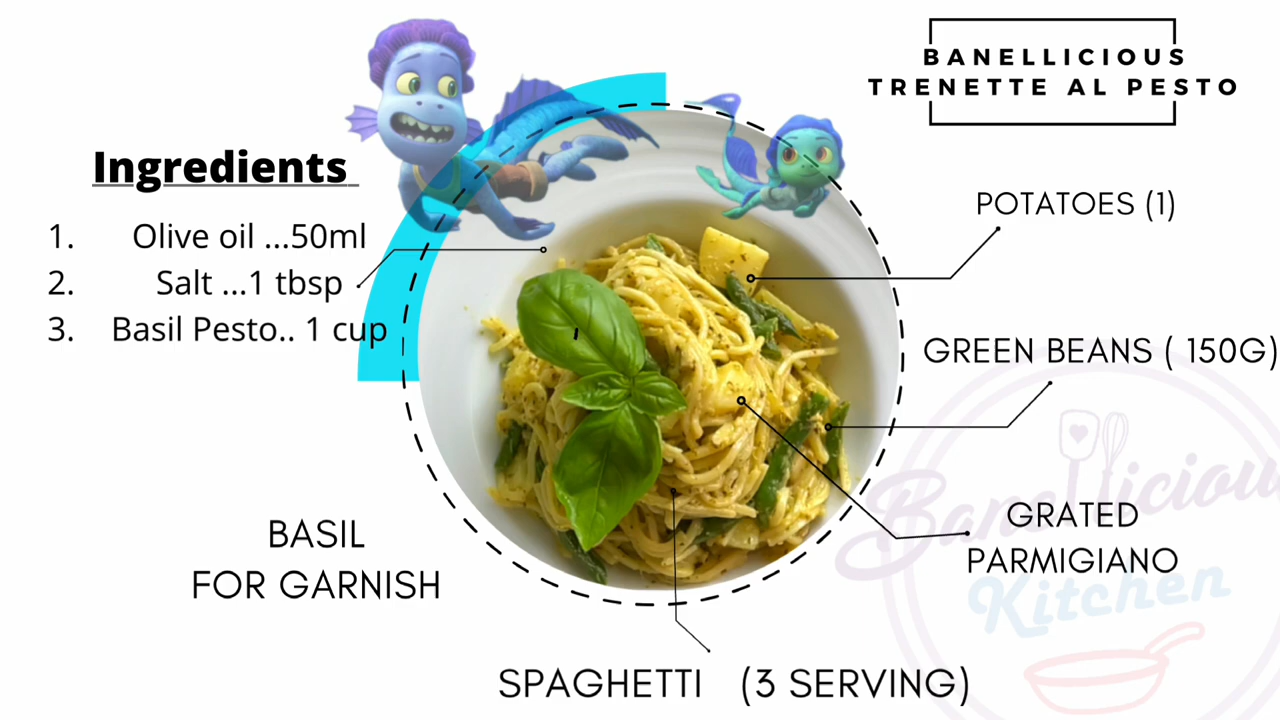 BANELLICIOUS
TRENETTE AL PESTO
Ingredients
1. Olive oil ...50ml
2. Salt ...1 tbsp
3. Basil Pesto.. 1 cup
POTATOES (1)
GREEN BEANS ( 150G)
GRATED
PARMIGIANO
BASIL
FOR GARNISH
SPAGHETTI (3 SERVING)
Banellicious
Kitchen